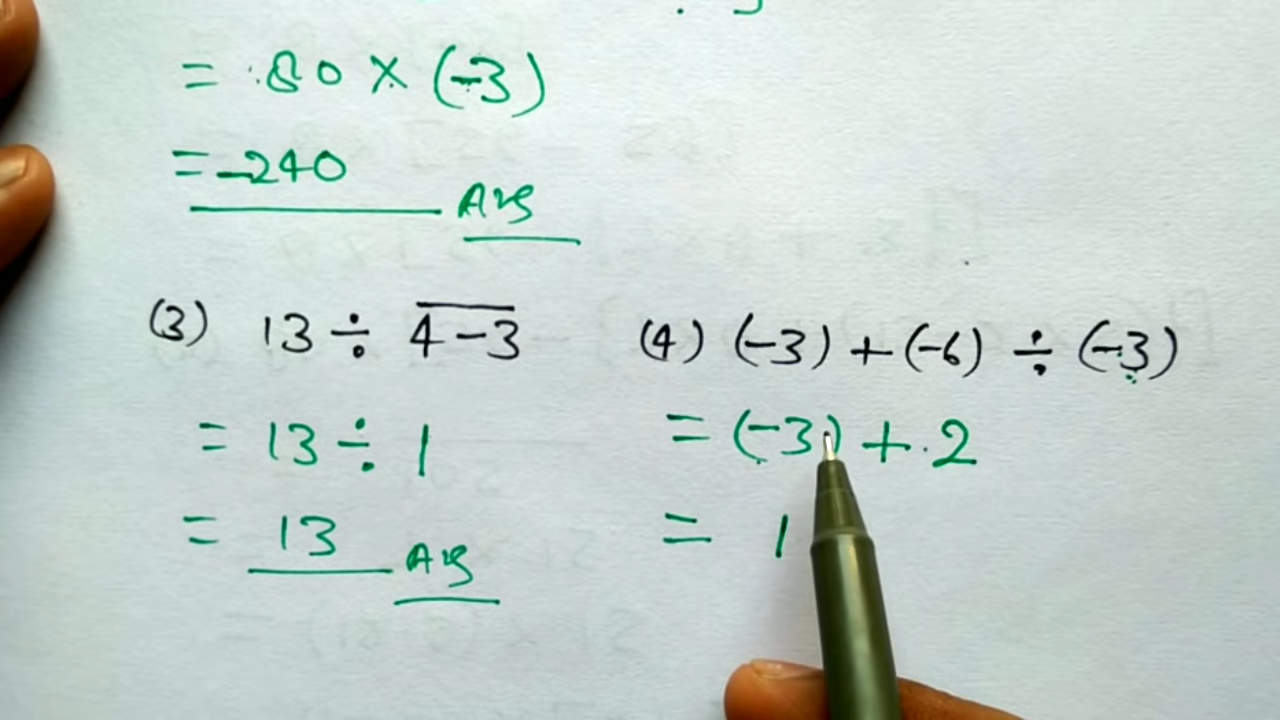 = 80 × (-3)
= -240 Ans
(3) 13 ÷ 4̅ ̅-̅ ̅3̅
= 13 ÷ 1
= 13 Ans
(4) (-3) + (-6) ÷ (-3)
= (-3) + 2
= 1